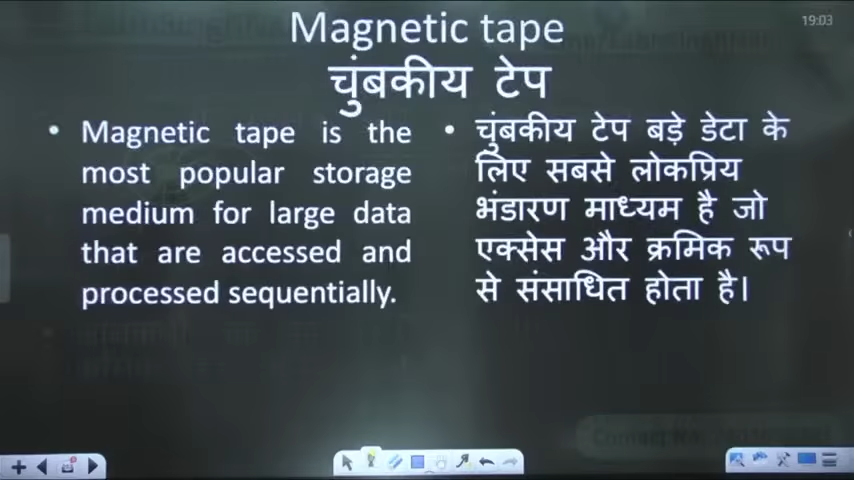 Magnetic tape
चुंबकीय टेप
19:03
• Magnetic tape is the
most popular storage
medium for large data
that are accessed and
processed sequentially.
• चुंबकीय टेप बड़े डेटा के
लिए सबसे लोकप्रिय
भंडारण माध्यम है जो
एक्सेस और क्रमिक रूप
से संसाधित होता है।